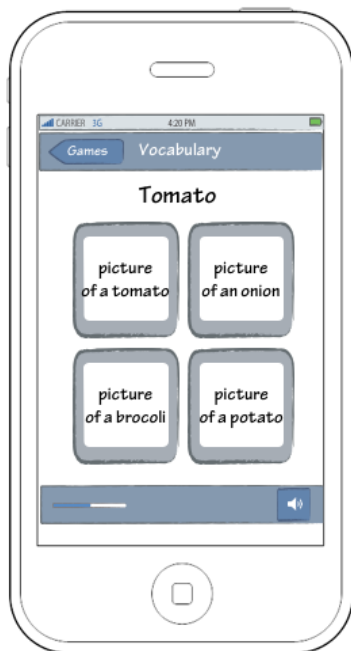 CARRIER 3G 4:20 PM
Games Vocabulary
Tomato
picture
of a tomato
picture
of an onion
picture
of a brocoli
picture
of a potato